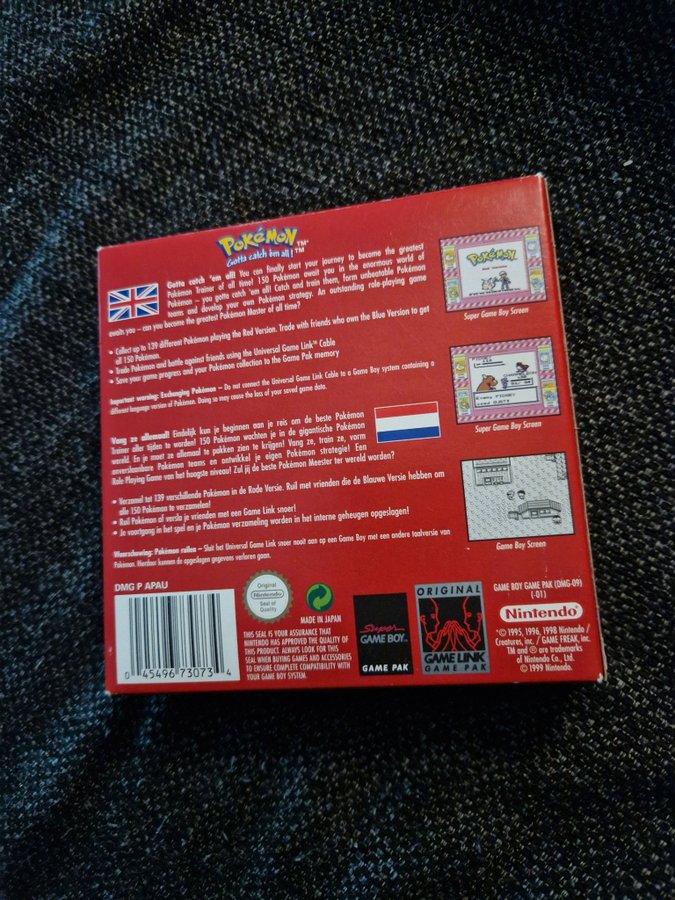 POKéMON™
Gotta catch 'em all!™
Gotta catch 'em all! You can finally start your journey to become the greatest
Pokémon Trainer of all time! 150 Pokémon await you in the enormous world of
Pokémon – you gotta catch 'em all! Catch and train them, form unbeatable Pokémon
teams and develop your own Pokémon strategy. An outstanding role-playing game
awaits you – can you become the greatest Pokémon Master of all time?
• Collect up to 139 different Pokémon playing the Red Version. Trade with friends who own the Blue Version to get
all 150 Pokémon.
• Trade Pokémon and battle against friends using the Universal Game Link™ Cable
• Save your game progress and your Pokémon collection to the Game Pak memory
Important warning: Exchanging Pokémon – Do not connect the Universal Game Link Cable to a Game Boy system containing a
different language version of Pokémon. Doing so may cause the loss of your saved game data.
Vang ze allemaal! Eindelijk kun je beginnen aan je reis om de beste Pokémon
Trainer aller tijden te worden! 150 Pokémon wachten je in de gigantische Pokémon
wereld. En je moet ze allemaal te pakken zien te krijgen! Vang ze, train ze, vorm
onverslaanbare Pokémon teams en ontwikkel je eigen Pokémon strategie! Een
Role Playing Game van het hoogste niveau! Zul jij de beste Pokémon Meester ter wereld worden?
• Verzamel tot 139 verschillende Pokémon in de Rode Versie. Ruil met vrienden die de Blauwe Versie hebben om
alle 150 Pokémon te verzamelen!
• Ruil Pokémon of versla je vrienden met een Game Link snoer!
• Je voortgang in het spel en je Pokémon verzameling worden in het interne geheugen opgeslagen!
Waarschuwing: Pokémon ruilen – Sluit het Universal Game Link snoer nooit aan op een Game Boy met een andere taalversie van
Pokémon. Hierdoor kunnen de opgeslagen gegevens verloren gaan.
POKéMON
Super Game Boy Screen
PIDGEY
Enemy PIDGEY
used GUST!
Super Game Boy Screen
Game Boy Screen
DMG P APAU
0 45496 73073 4
Original
Nintendo
Seal of
Quality
MADE IN JAPAN
THIS SEAL IS YOUR ASSURANCE THAT
NINTENDO HAS APPROVED THE QUALITY OF
THIS PRODUCT. ALWAYS LOOK FOR THIS
SEAL WHEN BUYING GAMES AND ACCESSORIES
TO ENSURE COMPLETE COMPATIBILITY WITH
YOUR GAME BOY SYSTEM.
Super
GAME BOY™
GAME PAK
ORIGINAL
GAME LINK
GAME PAK
GAME BOY GAME PAK (DMG-09)
(-01)
Nintendo®
©1995, 1996, 1998 Nintendo /
Creatures, inc. / GAME FREAK, inc.
TM and ® are trademarks
of Nintendo Co., Ltd.
© 1999 Nintendo.